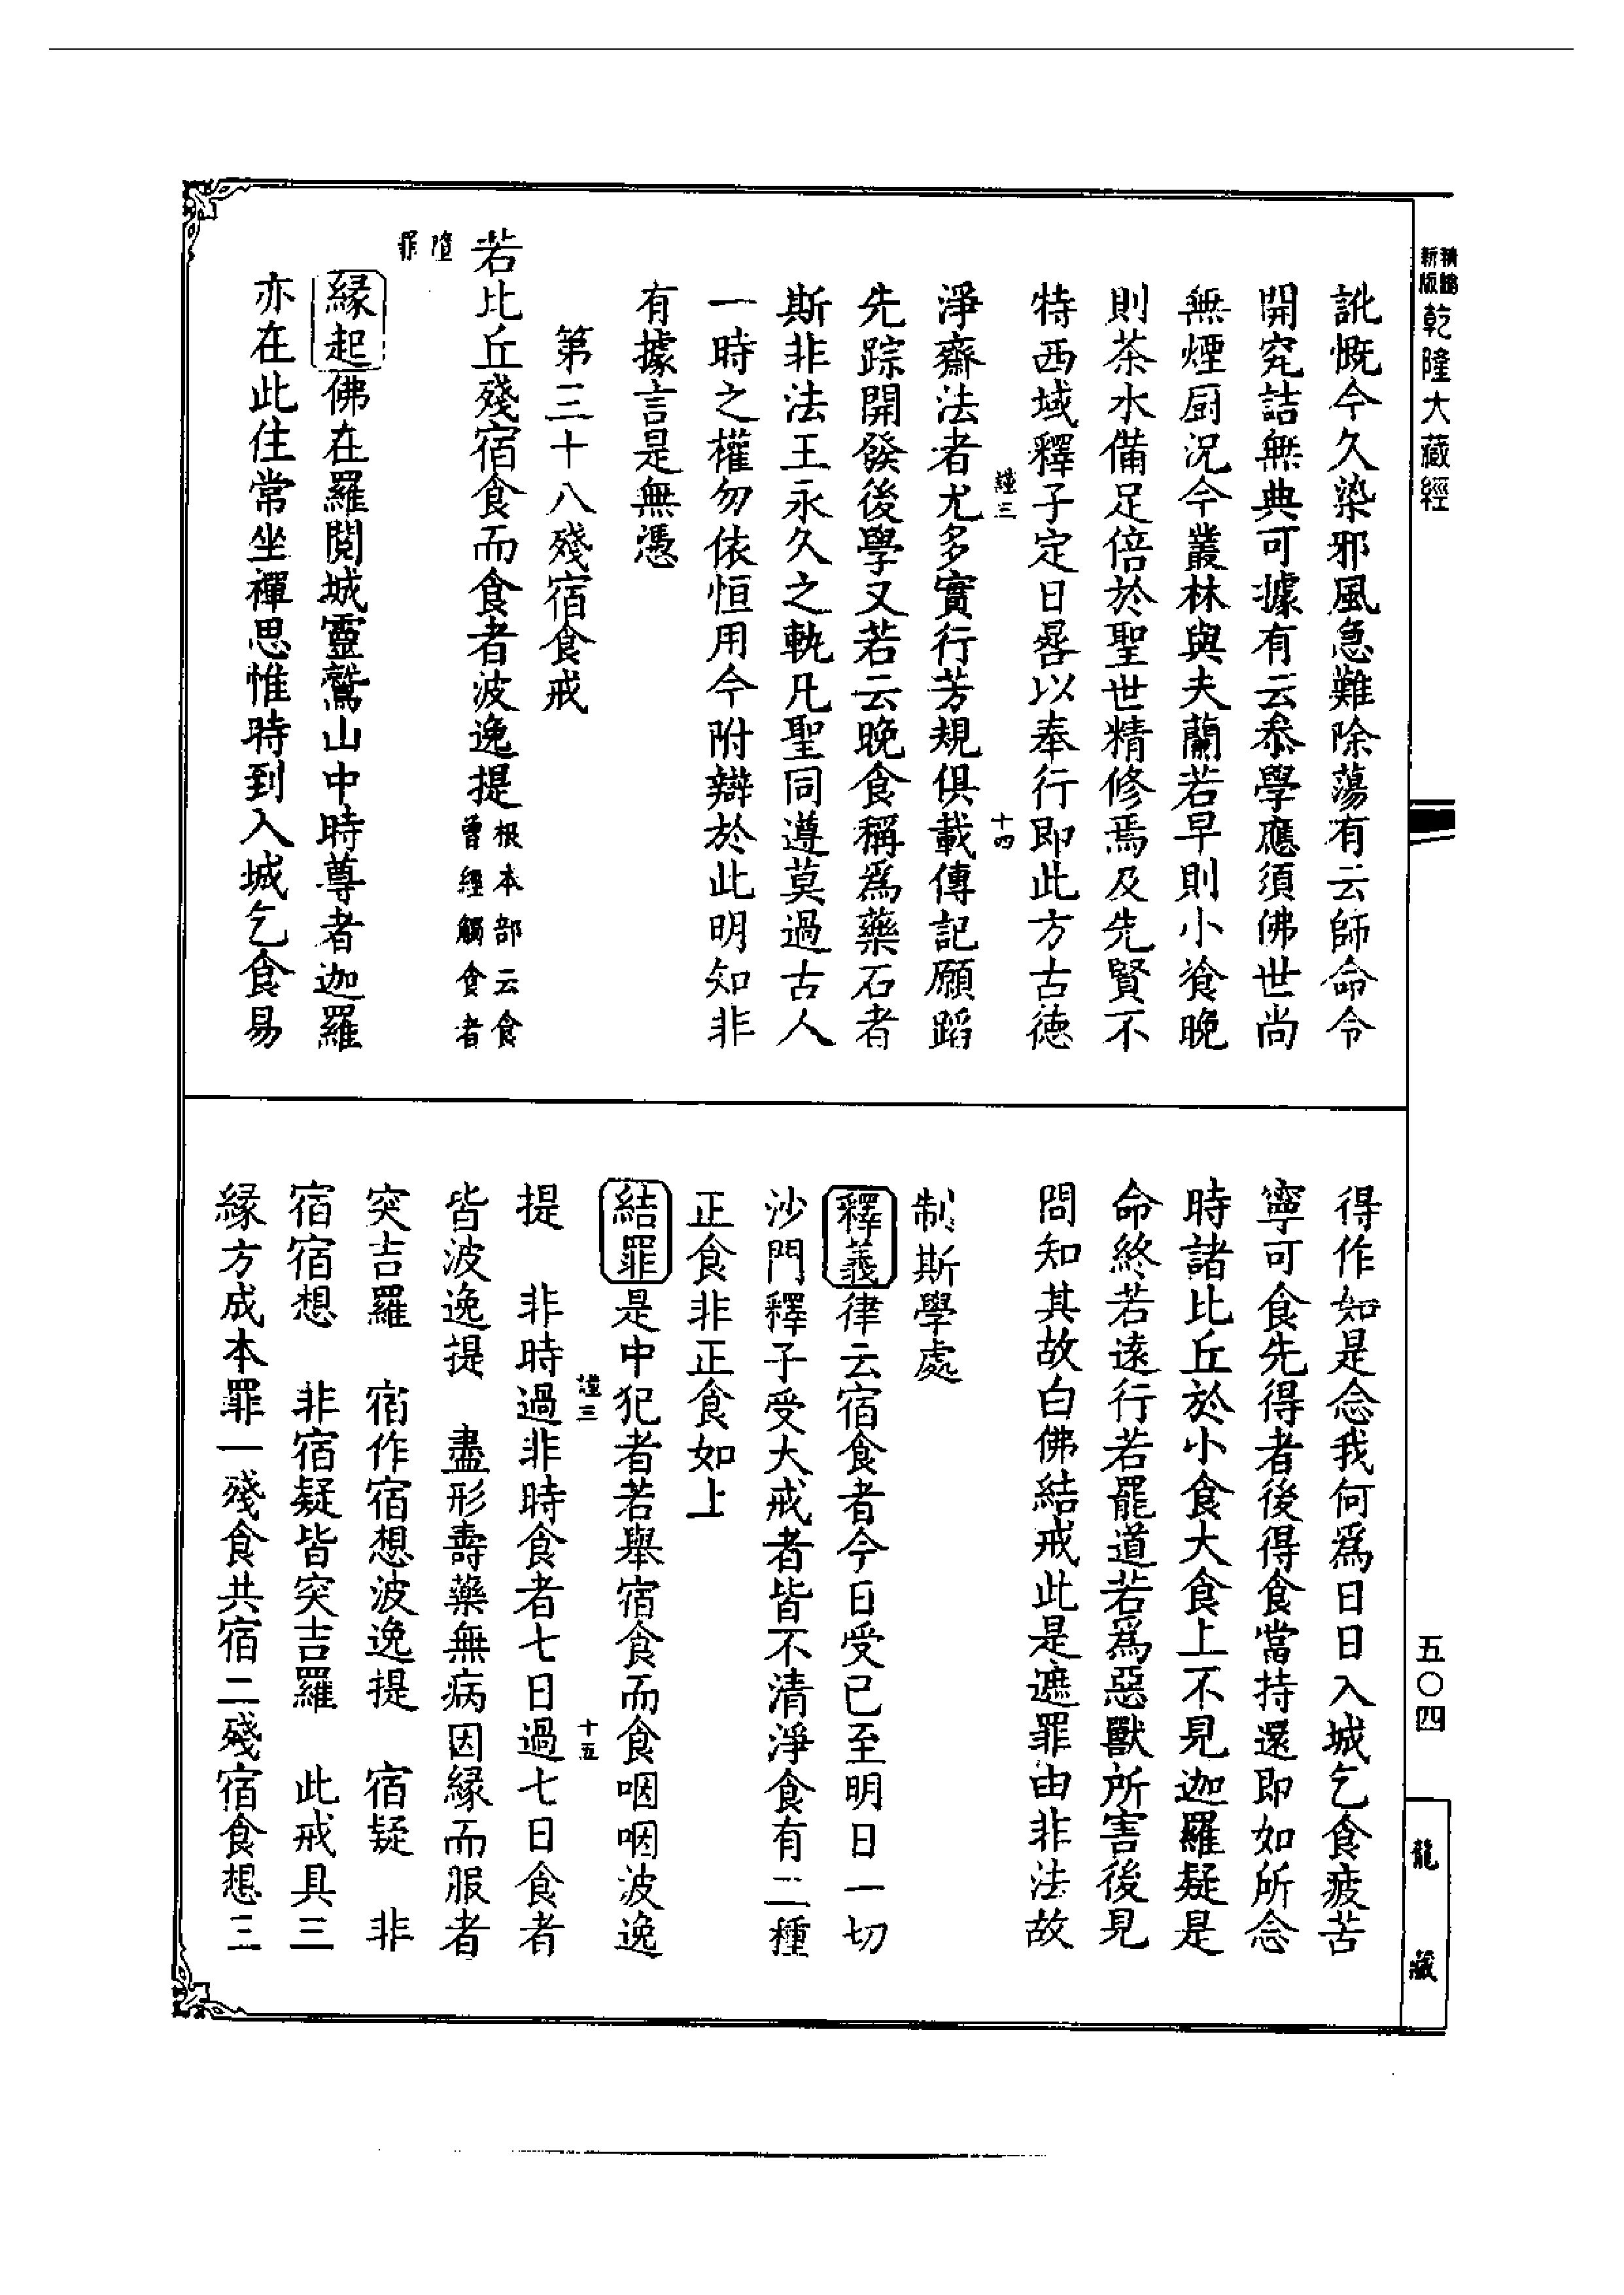 新版
精縮
乾隆大藏經
訛慨今久染邪風急難除蕩有云師命令
開究詰無典可據有云叅學應須佛世尚
無煙厨況今叢林與夫蘭若早則小飡晚
則茶水備足倍於聖世精修焉及先賢不
特西域釋子定日晷以奉行即此方古德
十四
淨齋法者尤多實行芳規俱載傳記願蹈
先踪開發後學又若云晚食稱爲藥石者
斯非法王永久之軌凡聖同遵莫過古人
一時之權勿依恒用今附辯於此明知非
有據言是無憑
第三十八殘宿食戒
若比丘殘宿食而食者波逸提
根本部云食
曾經觸食者
墮
罪
緣起佛在羅閱城靈鷲山中時尊者迦羅
亦在此住常坐禪思惟時到入城乞食易
得作如是念我何爲日日入城乞食疲苦
寧可食先得者後得食當持還即如所念
時諸比丘於小食大食上不見迦羅疑是
命終若遠行若罷道若爲惡獸所害後見
問知其故白佛結戒此是遮罪由非法故
制斯學處
釋義律云宿食者今日受已至明日一切
沙門釋子受大戒者皆不清淨食有二種
正食非正食如上
結罪是中犯者若舉宿食而食咽咽波逸
十五
提　非時過非時食者七日過七日食者
皆波逸提　盡形壽藥無病因緣而服者
突吉羅　宿作宿想波逸提　宿疑　非
宿宿想　非宿疑皆突吉羅　此戒具三
緣方成本罪一殘食共宿二殘宿食想三
五〇四
龍藏